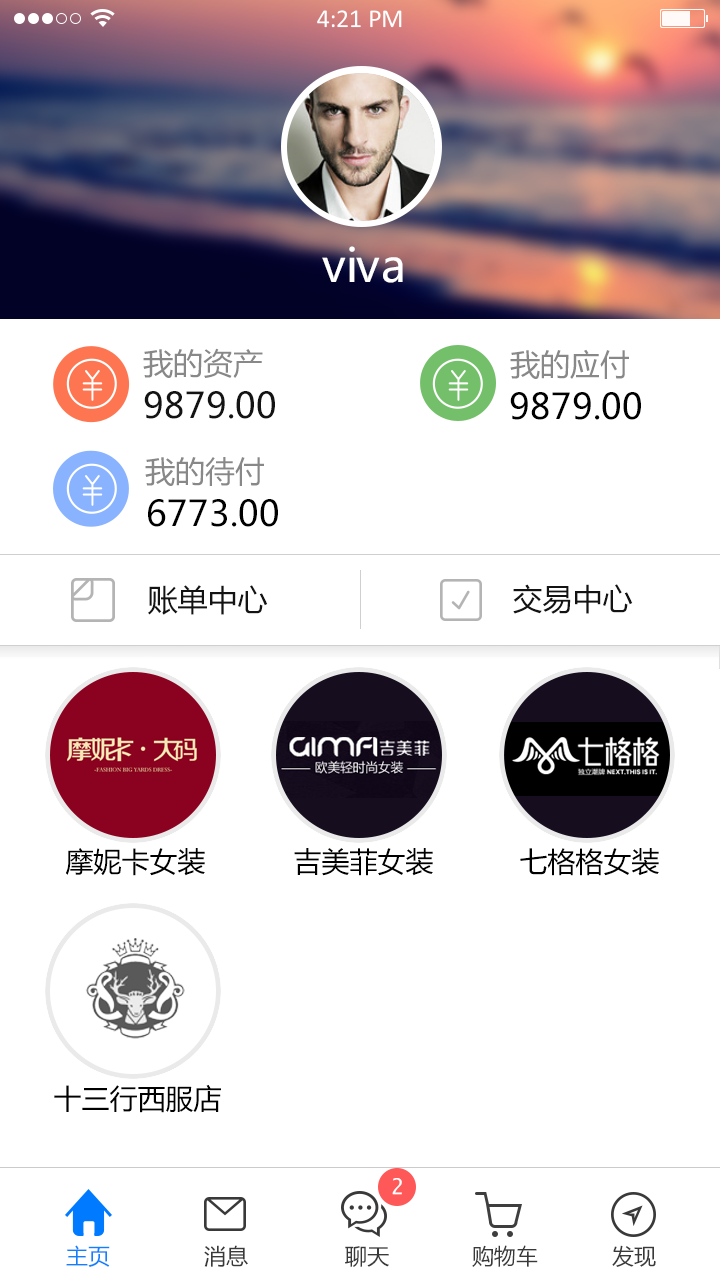 4:21 PM
viva
我的资产
9879.00
我的应付
9879.00
我的待付
6773.00
账单中心
交易中心
摩妮卡·大码
-FASHION BIG YARDS DRESS-
AIMFI吉美菲
欧美轻时尚女装
七格格
独立潮牌 NEXT.THIS IS IT.
摩妮卡女装
吉美菲女装
七格格女装
十三行西服店
2
主页
消息
聊天
购物车
发现